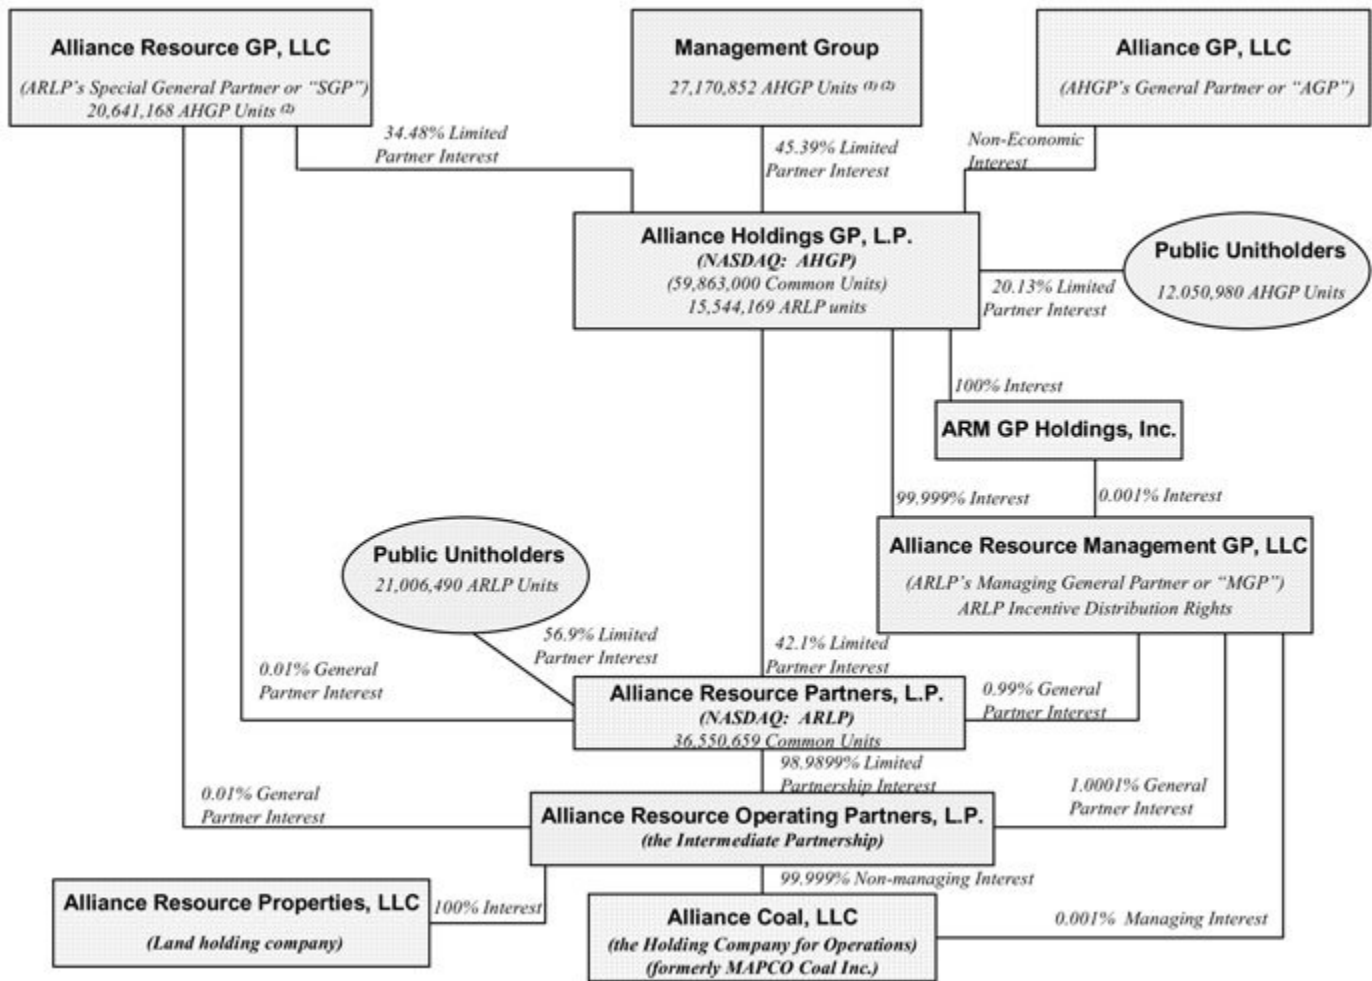 Alliance Resource GP, LLC
(ARLP's Special General Partner or “SGP”)
20,641,168 AHGP Units (2)
Management Group
27,170,852 AHGP Units (1) (2)
Alliance GP, LLC
(AHGP's General Partner or “AGP”)
34.48% Limited
Partner Interest
45.39% Limited
Partner Interest
Non-Economic
Interest
Alliance Holdings GP, L.P.
(NASDAQ: AHGP)
(59,863,000 Common Units)
15,544,169 ARLP units
Public Unitholders
12.050,980 AHGP Units
20.13% Limited
Partner Interest
100% Interest
ARM GP Holdings, Inc.
99.999% Interest
0.001% Interest
Alliance Resource Management GP, LLC
(ARLP's Managing General Partner or “MGP”)
ARLP Incentive Distribution Rights
Public Unitholders
21,006,490 ARLP Units
56.9% Limited
Partner Interest
42.1% Limited
Partner Interest
0.01% General
Partner Interest
Alliance Resource Partners, L.P.
(NASDAQ: ARLP)
36,550,659 Common Units
0.99% General
Partner Interest
98.9899% Limited
Partnership Interest
0.01% General
Partner Interest
1.0001% General
Partner Interest
Alliance Resource Operating Partners, L.P.
(the Intermediate Partnership)
99.999% Non-managing Interest
Alliance Resource Properties, LLC
(Land holding company)
100% Interest
Alliance Coal, LLC
(the Holding Company for Operations)
(formerly MAPCO Coal Inc.)
0.001% Managing Interest